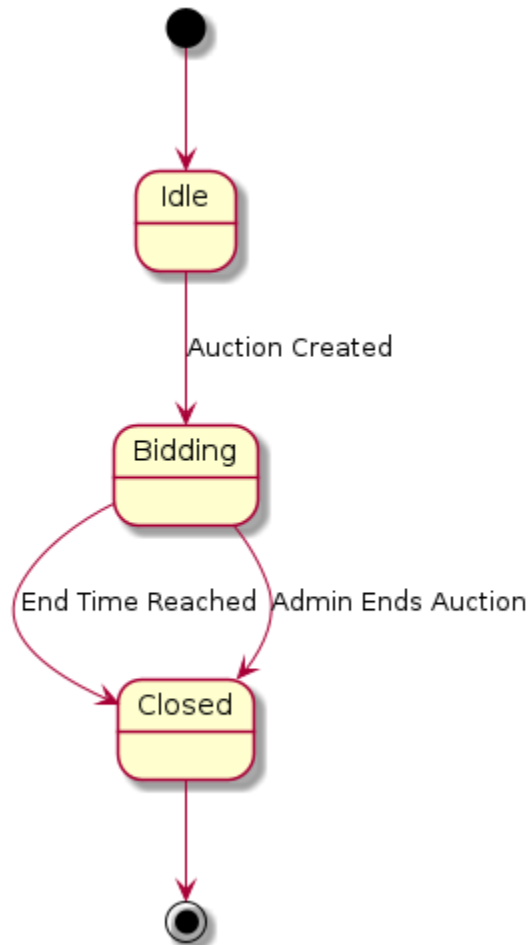 Idle
Auction Created
Bidding
End Time Reached
Admin Ends Auction
Closed